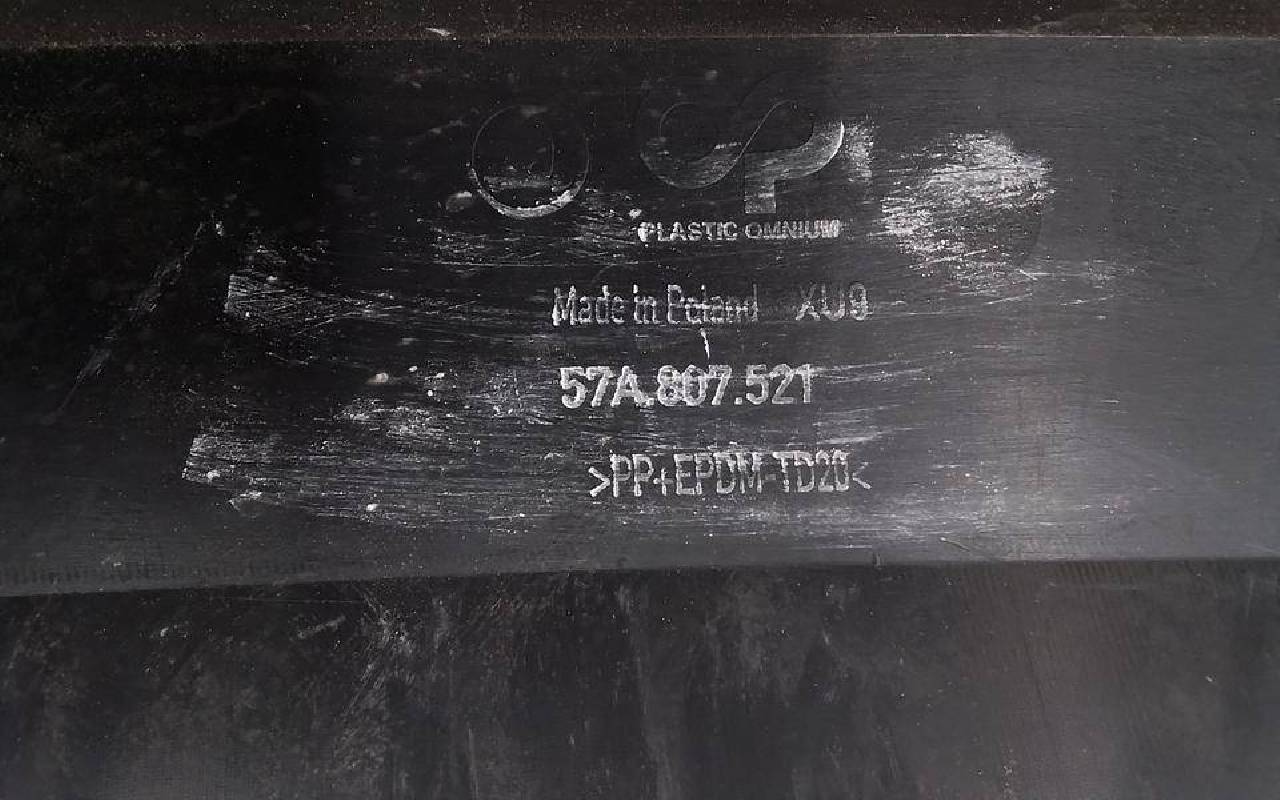 PLASTIC OMNIUM
Made in Poland XU9
57A.807.521
>PP+EPDM-TD20<